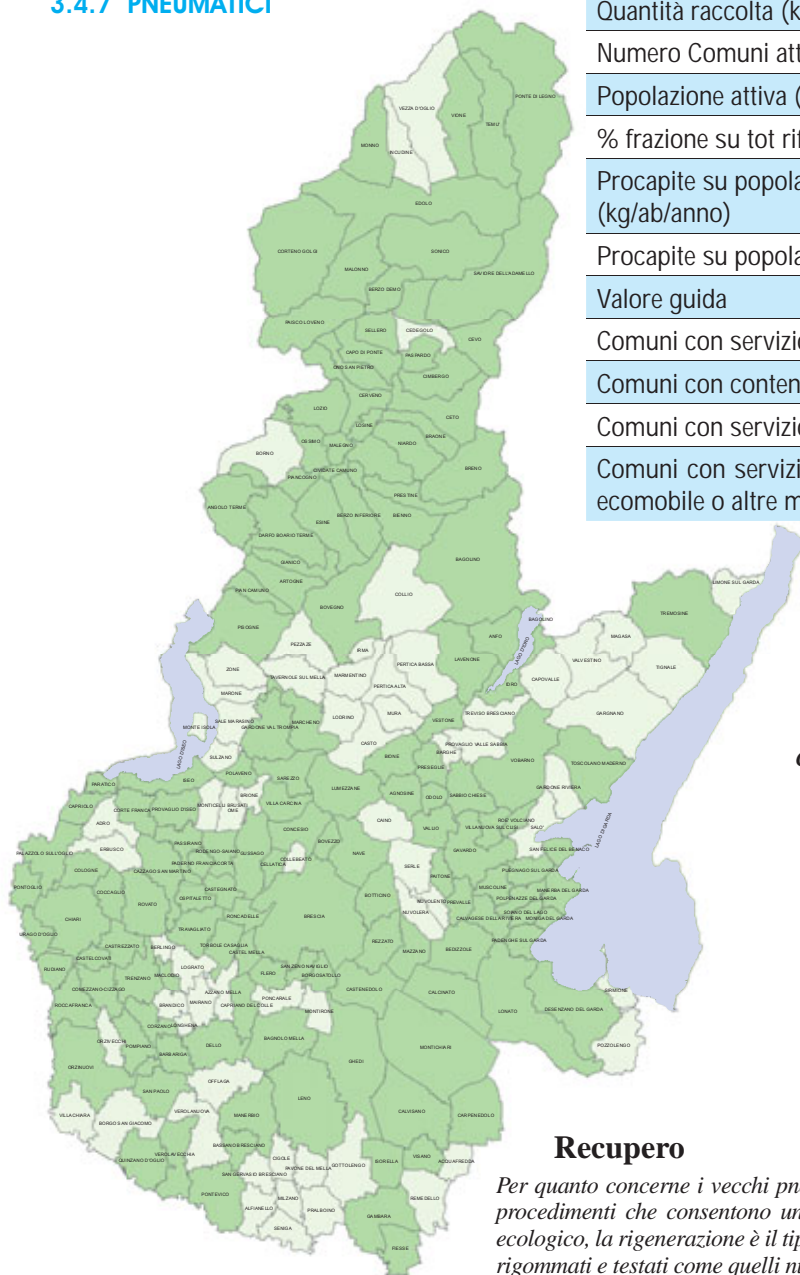 3.4.7 PNEUMATICI
Quantità raccolta (k
Numero Comuni att
Popolazione attiva (
% frazione su tot rif
Procapite su popola
(kg/ab/anno)
Procapite su popola
Valore guida
Comuni con servizio
Comuni con conten
Comuni con servizio
Comuni con servizi
ecomobile o altre m
PONTE DI LEGNO
VEZZA D'OGLIO
VIONE
TEMU'
MONNO
INCUDINE
EDOLO
CORTENO GOLGI
SONICO
MALONNO
SAVIORE DELL'ADAMELLO
BERZO DEMO
PAISCO LOVENO
SELLERO
CEDEGOLO
CEVO
CAPO DI PONTE
PASPARDO
ONO SAN PIETRO
CIMBERGO
CERVENO
LOZIO
LOSINE
CETO
OSSIMO
MALEGNO
NIARDO
BRAONE
BORNO
CIVIDATE CAMUNO
PIANCOGNO
BRENO
PRESTINE
ANGOLO TERME
ESINE
BERZO INFERIORE
BIENNO
DARFO BOARIO TERME
BAGOLINO
GIANICO
ARTOGNE
PIAN CAMUNO
COLLIO
BOVEGNO
PISOGNE
LIMONE SUL GARDA
TREMOSINE
BAGOLINO
MAGASA
ANFO
LAGO D'IDRO
VALVESTINO
TIGNALE
PEZZAZE
IRMA
PERTICA BASSA
LAVENONE
ZONE
TAVERNOLE SUL MELLA
MARMENTINO
CAPOVALLE
PERTICA ALTA
IDRO
MARONE
GARGNANO
LODRINO
MURA
TREVISO BRESCIANO
SALE MARASINO
MARCHENO
VESTONE
MONTE ISOLA
GARDONE VAL TROMPIA
CASTO
PROVAGLIO VALLE SABBIA
BARGHE
LAGO D'ISEO
SULZANO
BIONE
VOBARNO
TOSCOLANO MADERNO
POLAVENO
PRESEGLIE
SAREZZO
ISEO
PARATICO
LUMEZZANE
AGNOSINE
ODOLO
SABBIO CHIESE
GARDONE RIVIERA
BRIONE
CAPRIOLO
CORTE FRANCA
PROVAGLIO D'ISEO
MONTICELLI BRUSATI
OME
VILLA CARCINA
ROE' VOLCIANO
ADRO
CAINO
VALLIO
VILLANUOVA SUL CLISI
SALO'
LAGO DI GARDA
CONCESIO
PASSIRANO
BOVEZZO
GAVARDO
SAN FELICE DEL BENACO
ERBUSCO
RODENGO-SAIANO
GUSSAGO
NAVE
PALAZZOLO SULL'OGLIO
PADERNO FRANCIACORTA
COLLEBEATO
CELLATICA
SERLE
PAITONE
PUEGNAGO SUL GARDA
COLOGNE
CAZZAGO SAN MARTINO
MUSCOLINE
MANERBA DEL GARDA
PONTOGLIO
COCCAGLIO
CASTEGNATO
POLPENAZZE DEL GARDA
ROVATO
OSPITALETTO
BOTTICINO
NUVOLENTO
PREVALLE
SOIANO DEL LAGO
CHIARI
RONCADELLE
BRESCIA
NUVOLERA
CALVAGESE DELLA RIVIERA
MONIGA DEL GARDA
URAGO D'OGLIO
TRAVAGLIATO
CASTREZZATO
TORBOLE CASAGLIA
REZZATO
MAZZANO
BEDIZZOLE
PADENGHE SUL GARDA
BERLINGO
CASTEL MELLA
CASTELCOVATI
LOGRATO
SAN ZENO NAVIGLIO
RUDIANO
MACLODIO
FLERO
BORGOSATOLLO
TRENZANO
CASTENEDOLO
SIRMIONE
COMEZZANO-CIZZAGO
AZZANO MELLA
CALCINATO
PONCARALE
ROCCAFRANCA
BRANDICO
MAIRANO
CAPRIANO DEL COLLE
LONATO
DESENZANO DEL GARDA
MONTIRONE
CORZANO
LONGHENA
ORZIVECCHI
POMPIANO
DELLO
BAGNOLO MELLA
POZZOLENGO
BARBARIGA
MONTICHIARI
GHEDI
ORZINUOVI
OFFLAGA
SAN PAOLO
LENO
VILLACHIARA
VEROLANUOVA
CALVISANO
CARPENEDOLO
BORGO SAN GIACOMO
MANERBIO
BASSANO BRESCIANO
VEROLAVECCHIA
CIGOLE
GOTTOLENGO
ISORELLA
VISANO
ACQUAFREDDA
QUINZANO D'OGLIO
PAVONE DEL MELLA
SAN GERVASIO BRESCIANO
PONTEVICO
MILZANO
REMEDELLO
ALFIANELLO
PRALBOINO
GAMBARA
SENIGA
FIESSE
Recupero
Per quanto concerne i vecchi pne
procedimenti che consentono un
ecologico, la rigenerazione è il tip
rigommati e testati come quelli nu